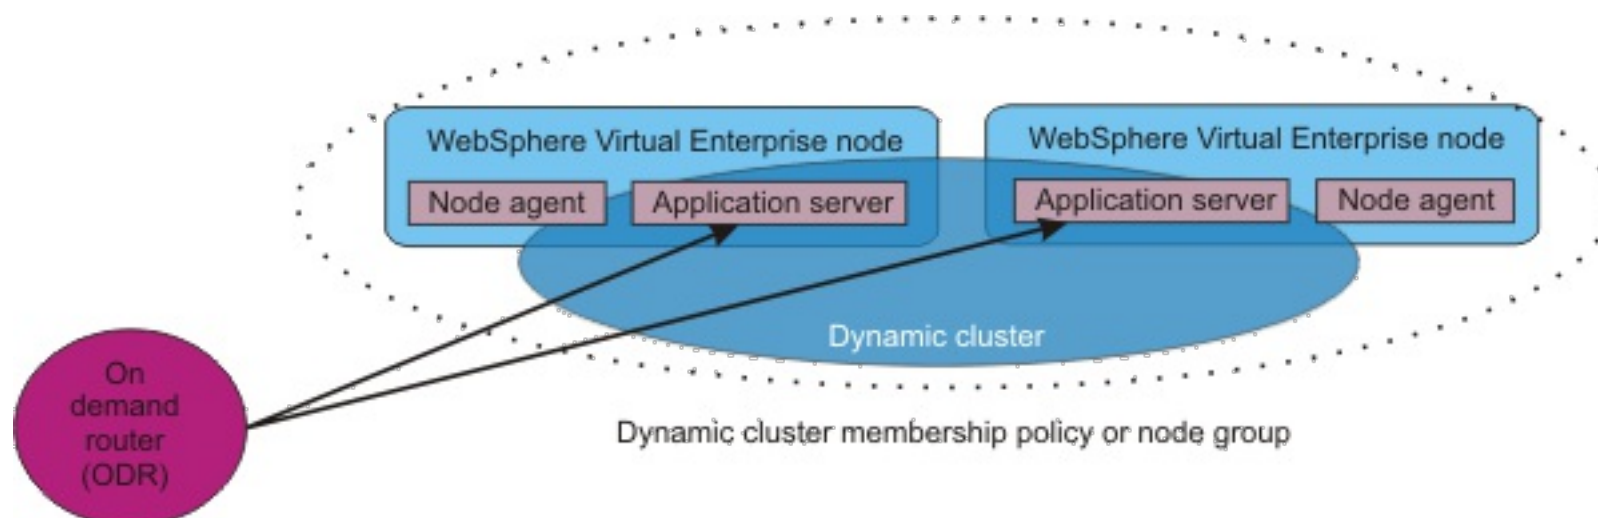 WebSphere Virtual Enterprise node
Node agent
Application server
WebSphere Virtual Enterprise node
Application server
Node agent
Dynamic cluster
On
demand
router
(ODR)
Dynamic cluster membership policy or node group